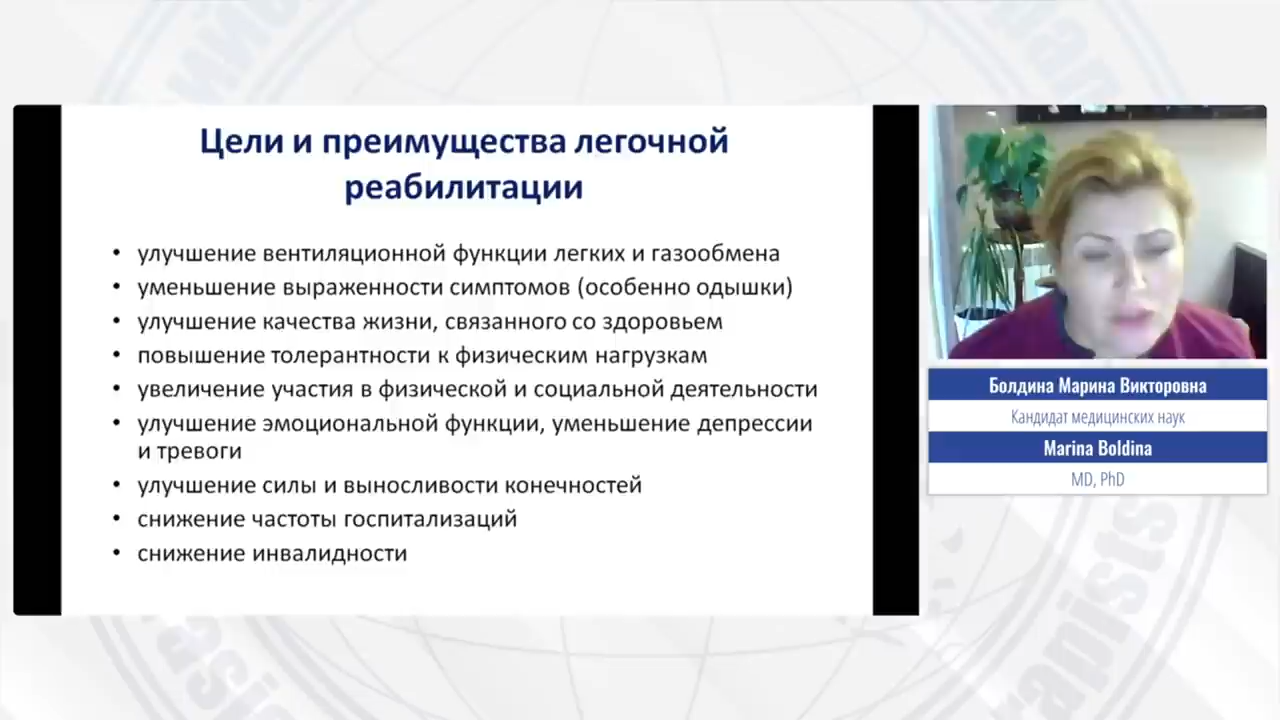 Цели и преимущества легочной
реабилитации
• улучшение вентиляционной функции легких и газообмена
• уменьшение выраженности симптомов (особенно одышки)
• улучшение качества жизни, связанного со здоровьем
• повышение толерантности к физическим нагрузкам
• увеличение участия в физической и социальной деятельности
• улучшение эмоциональной функции, уменьшение депрессии
и тревоги
• улучшение силы и выносливости конечностей
• снижение частоты госпитализаций
• снижение инвалидности
Болдина Марина Викторовна
Кандидат медицинских наук
Marina Boldina
MD, PhD